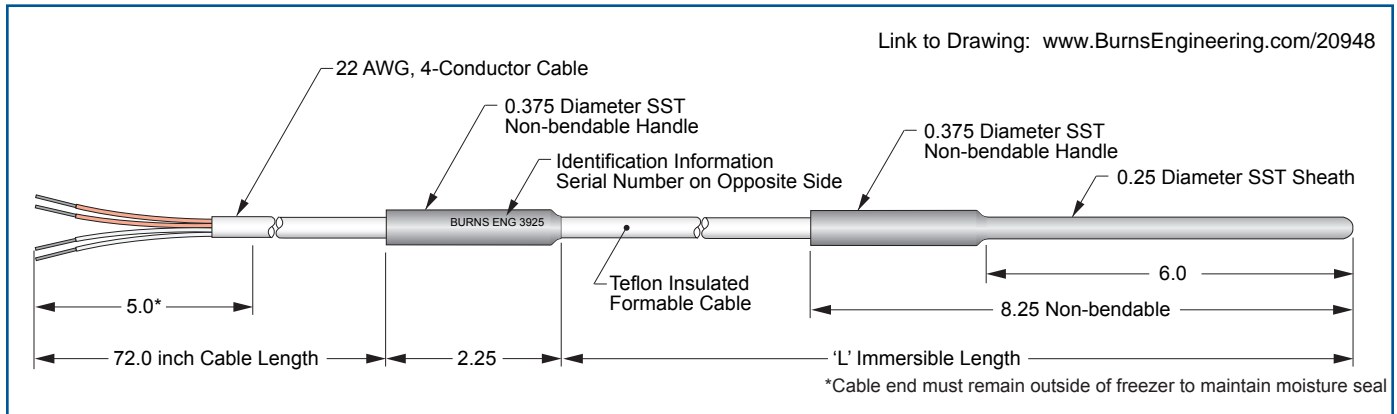 Link to Drawing: www.BurnsEngineering.com/20948
22 AWG, 4-Conductor Cable
0.375 Diameter SST
Non-bendable Handle
Identification Information
Serial Number on Opposite Side
0.375 Diameter SST
Non-bendable Handle
0.25 Diameter SST Sheath
BURNS ENG 3925
Teflon Insulated
Formable Cable
5.0*
6.0
8.25 Non-bendable
72.0 inch Cable Length
2.25
'L' Immersible Length
*Cable end must remain outside of freezer to maintain moisture seal